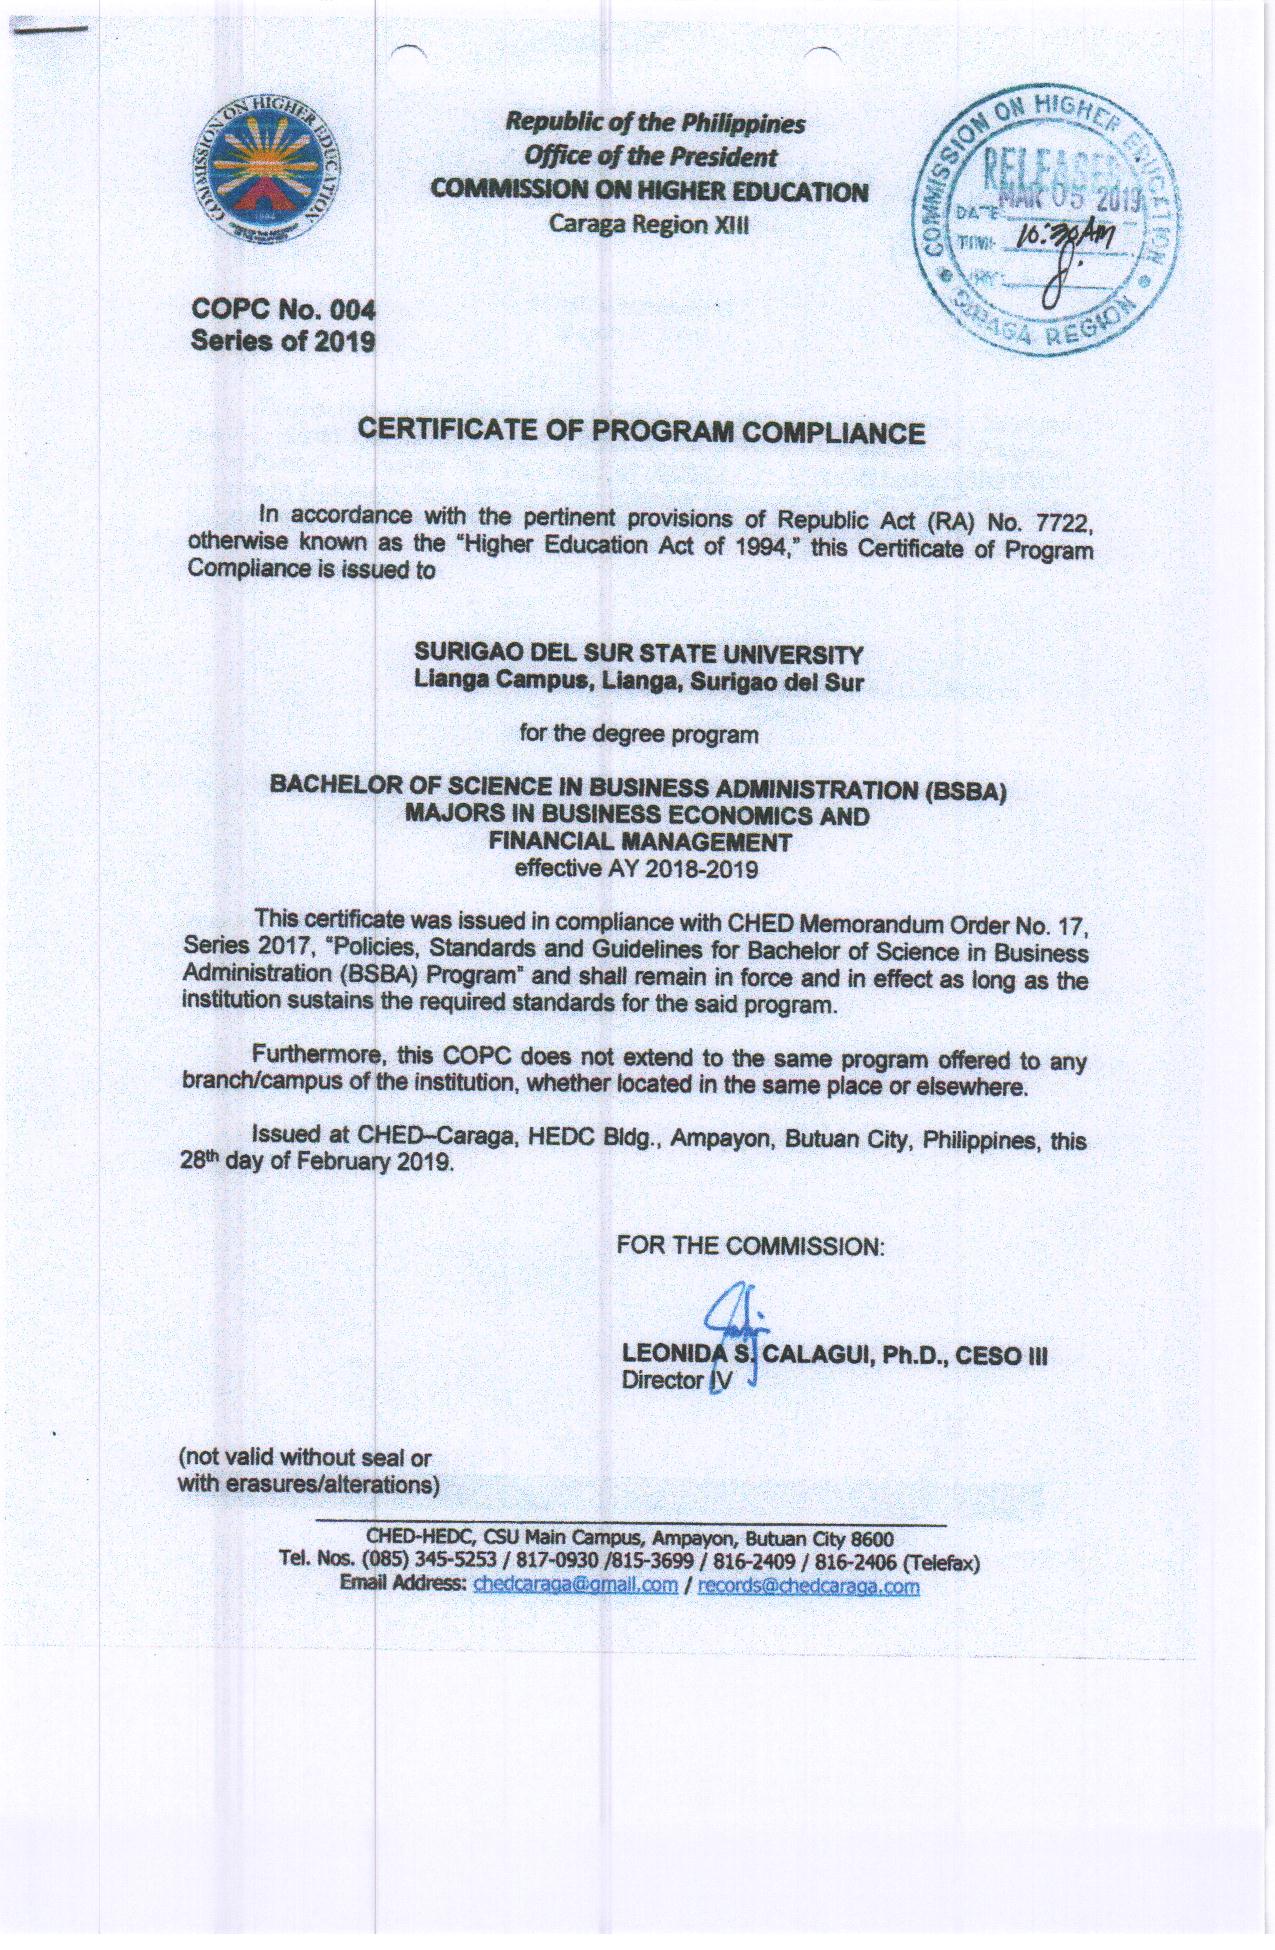 COMMISSION ON HIGHER EDUCATION
1994
Republic of the Philippines
Office of the President
COMMISSION ON HIGHER EDUCATION
Caraga Region XIII
COMMISSION ON HIGHER EDUCATION
RELEASED
DATE MAR 05 2019
TIME 10:30AM
CARAGA REGION
COPC No. 004
Series of 2019
CERTIFICATE OF PROGRAM COMPLIANCE
In accordance with the pertinent provisions of Republic Act (RA) No. 7722,
otherwise known as the “Higher Education Act of 1994,” this Certificate of Program
Compliance is issued to
SURIGAO DEL SUR STATE UNIVERSITY
Lianga Campus, Lianga, Surigao del Sur
for the degree program
BACHELOR OF SCIENCE IN BUSINESS ADMINISTRATION (BSBA)
MAJORS IN BUSINESS ECONOMICS AND
FINANCIAL MANAGEMENT
effective AY 2018-2019
This certificate was issued in compliance with CHED Memorandum Order No. 17,
Series 2017, “Policies, Standards and Guidelines for Bachelor of Science in Business
Administration (BSBA) Program” and shall remain in force and in effect as long as the
institution sustains the required standards for the said program.
Furthermore, this COPC does not extend to the same program offered to any
branch/campus of the institution, whether located in the same place or elsewhere.
Issued at CHED–Caraga, HEDC Bldg., Ampayon, Butuan City, Philippines, this
28th day of February 2019.
FOR THE COMMISSION:
LEONIDA S. CALAGUI, Ph.D., CESO III
Director IV
(not valid without seal or
with erasures/alterations)
CHED-HEDC, CSU Main Campus, Ampayon, Butuan City 8600
Tel. Nos. (085) 345-5253 / 817-0930 /815-3699 / 816-2409 / 816-2406 (Telefax)
Email Address: chedcaraga@gmail.com / records@chedcaraga.com